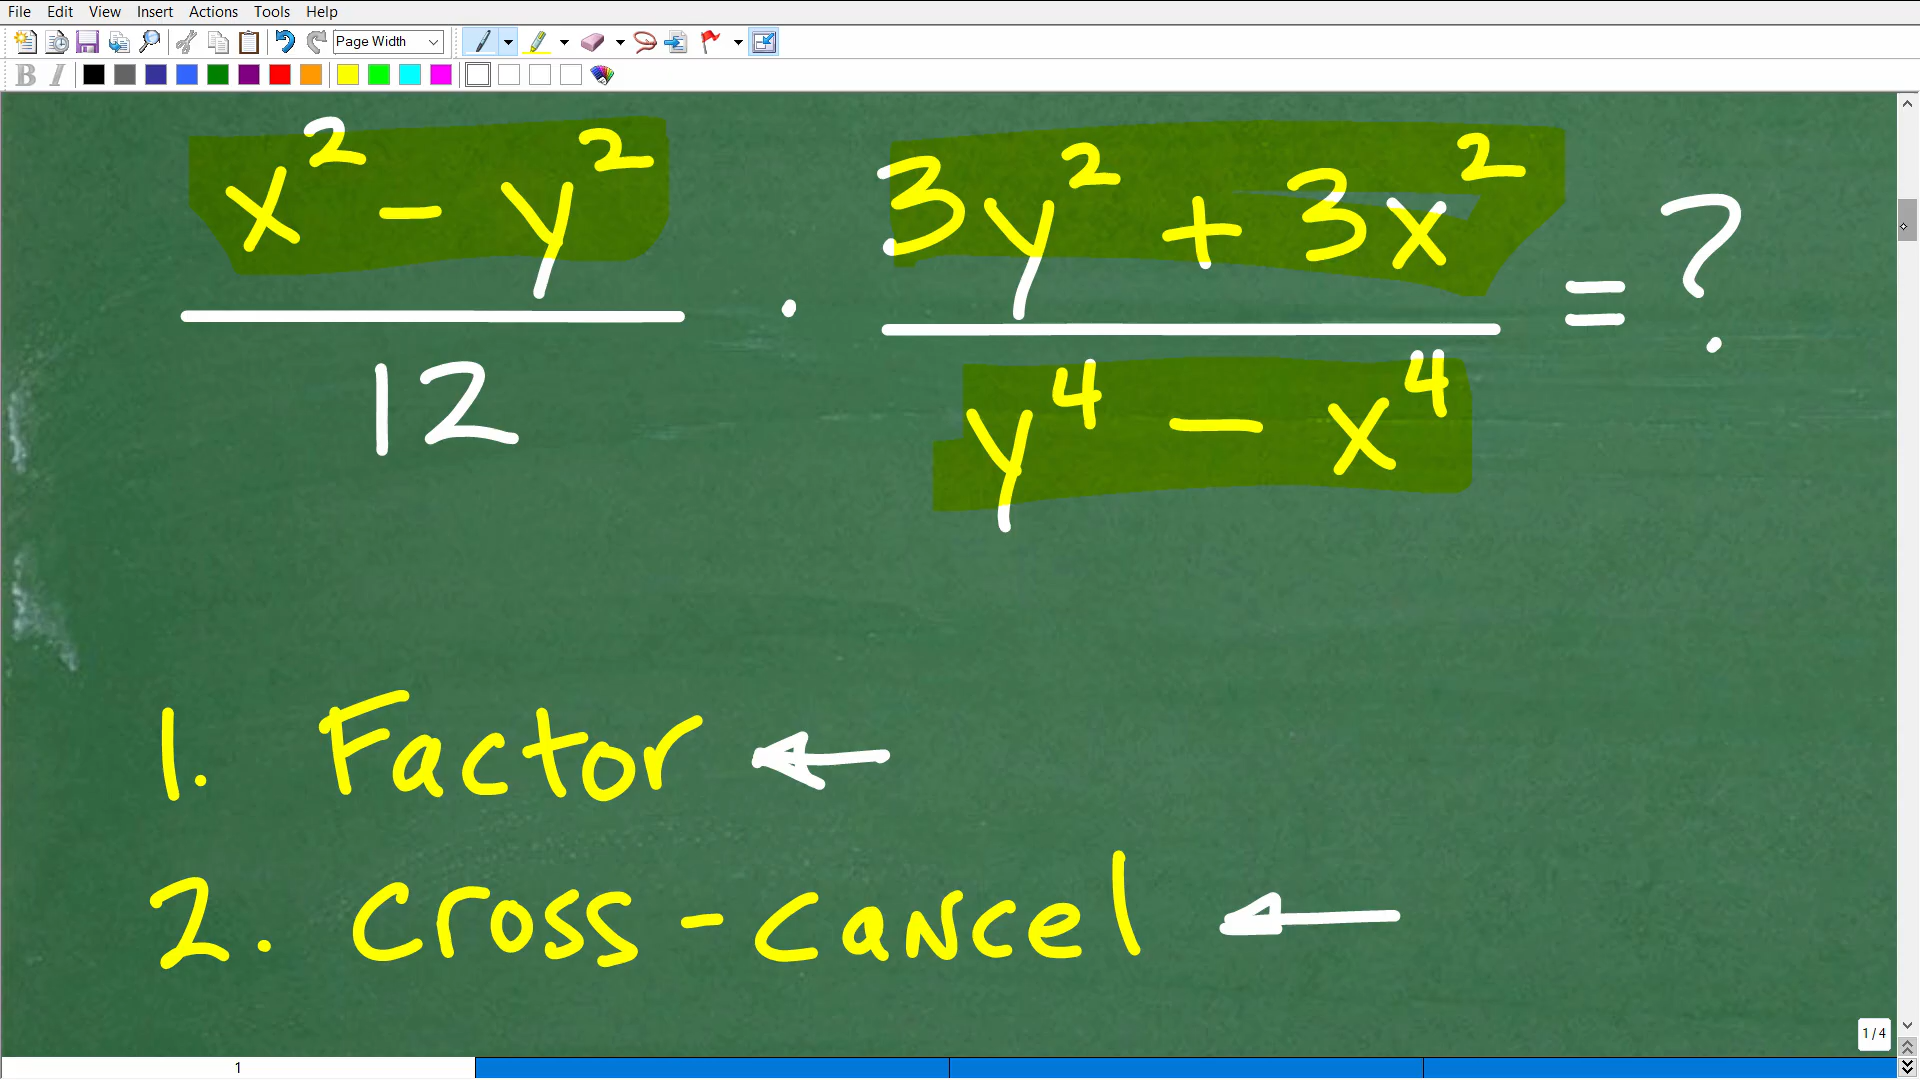 File Edit View Insert Actions Tools Help
Page Width
B I
x² - y² / 12 · 3y² + 3x² / y⁴ - x⁴ = ?
1. Factor
2. Cross-cancel
1 / 4
1